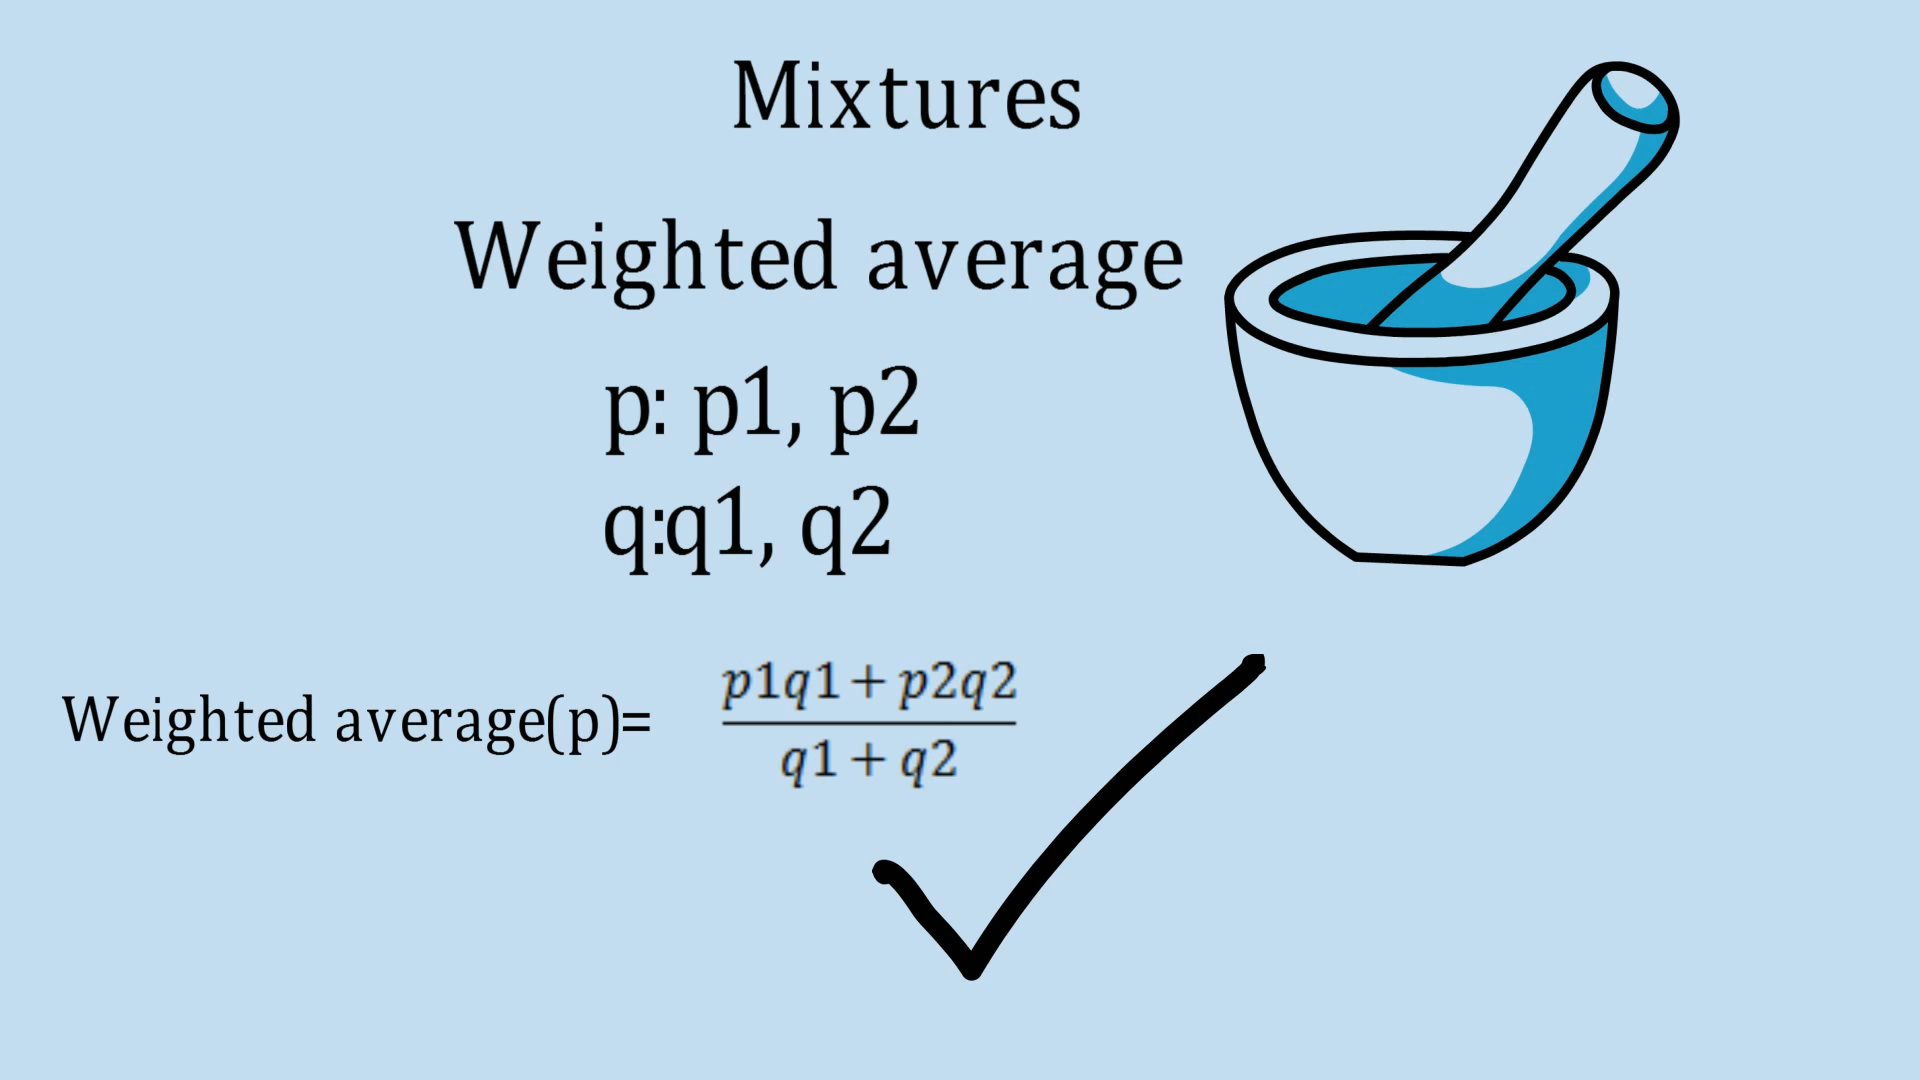 Mixtures
Weighted average
p: p1, p2
q:q1, q2
Weighted average(p)=
p1q1+p2q2
q1+q2